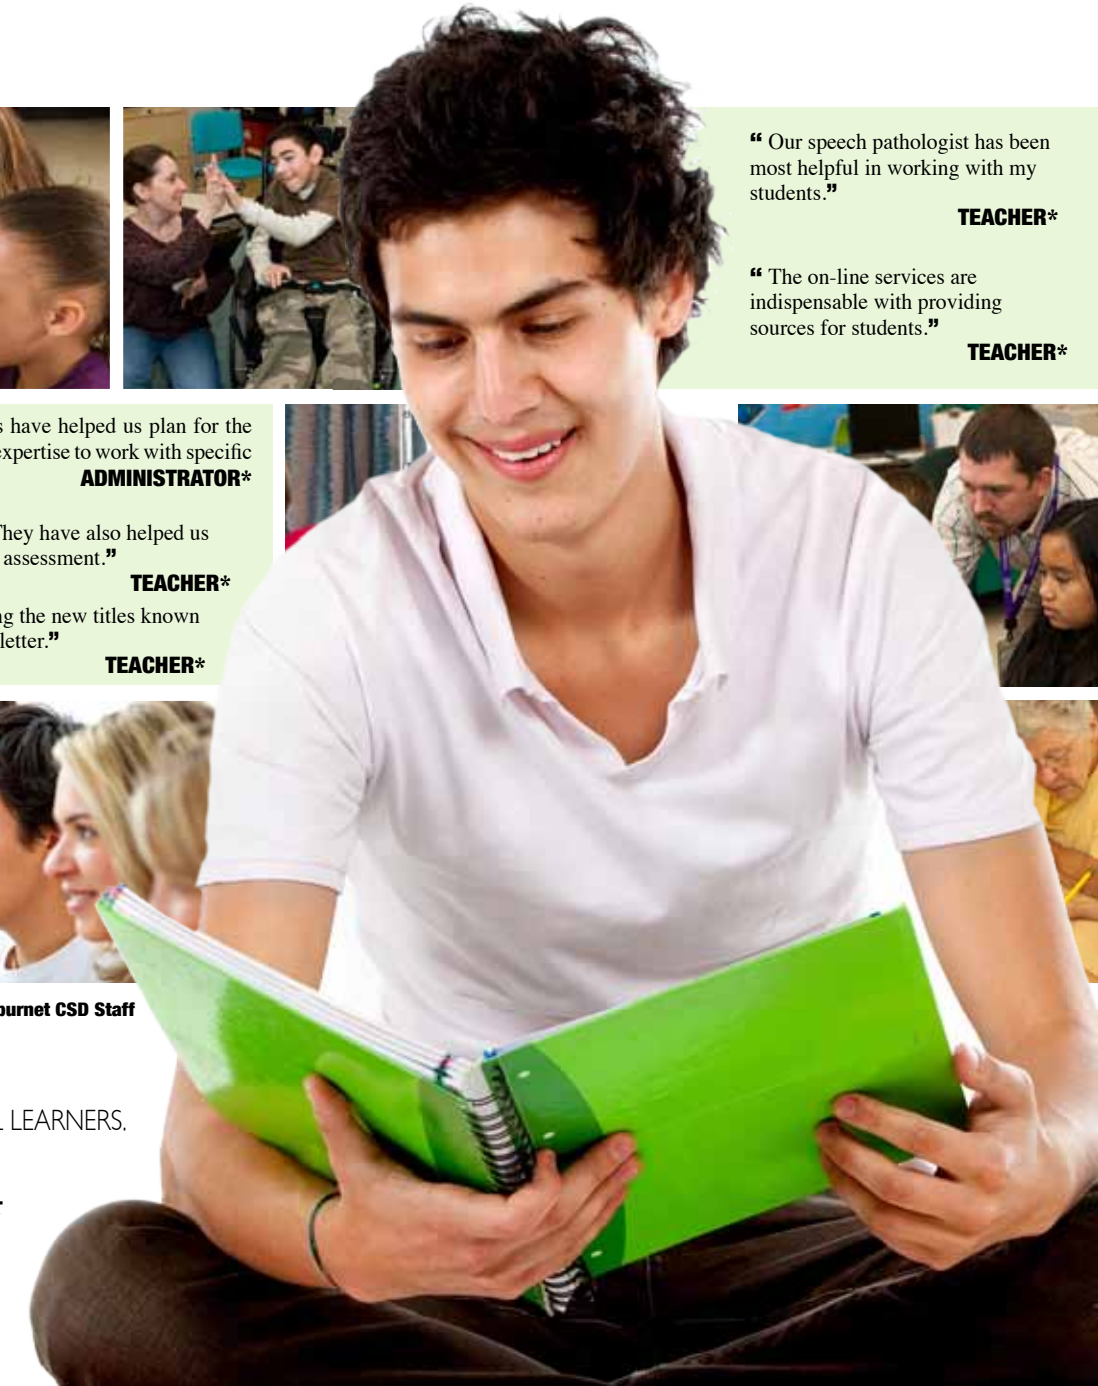 “ Our speech pathologist has been
most helpful in working with my
students.”
TEACHER*
“ The on-line services are
indispensable with providing
sources for students.”
TEACHER*
have helped us plan for the
expertise to work with specific
ADMINISTRATOR*
They have also helped us
assessment.”
TEACHER*
the new titles known
TEACHER*
CSD Staff
LEARNERS.